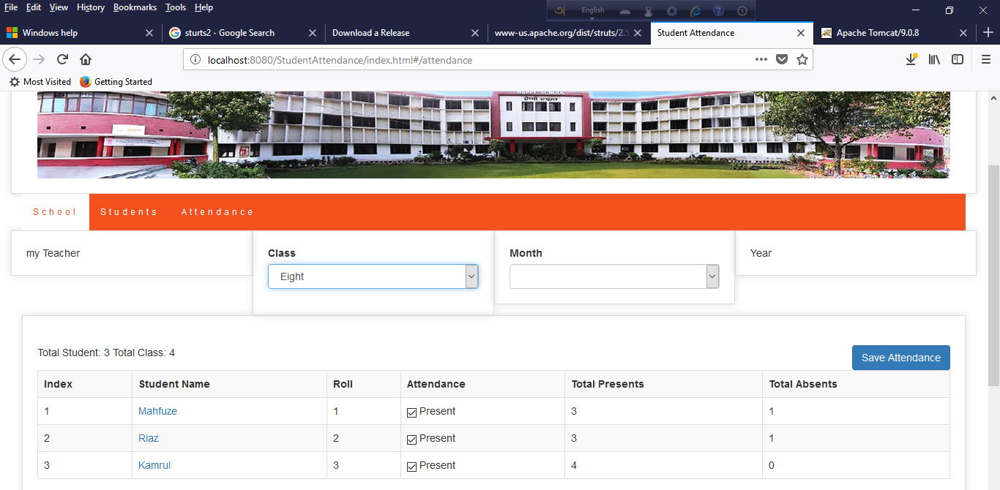 File Edit View History Bookmarks Tools Help
English
Windows help
sturts2 - Google Search
Download a Release
www-us.apache.org/dist/struts/2.5
Student Attendance
Apache Tomcat/9.0.8
localhost:8080/StudentAttendance/index.html#/attendance
Most Visited Getting Started
HAPPY SCHOOL
हैप्पी स्कूल
School Students Attendance
my Teacher
Class
Eight
Month
Year
Total Student: 3 Total Class: 4
Save Attendance
Index Student Name Roll Attendance Total Presents Total Absents
1 Mahfuze 1 Present 3 1
2 Riaz 2 Present 3 1
3 Kamrul 3 Present 4 0